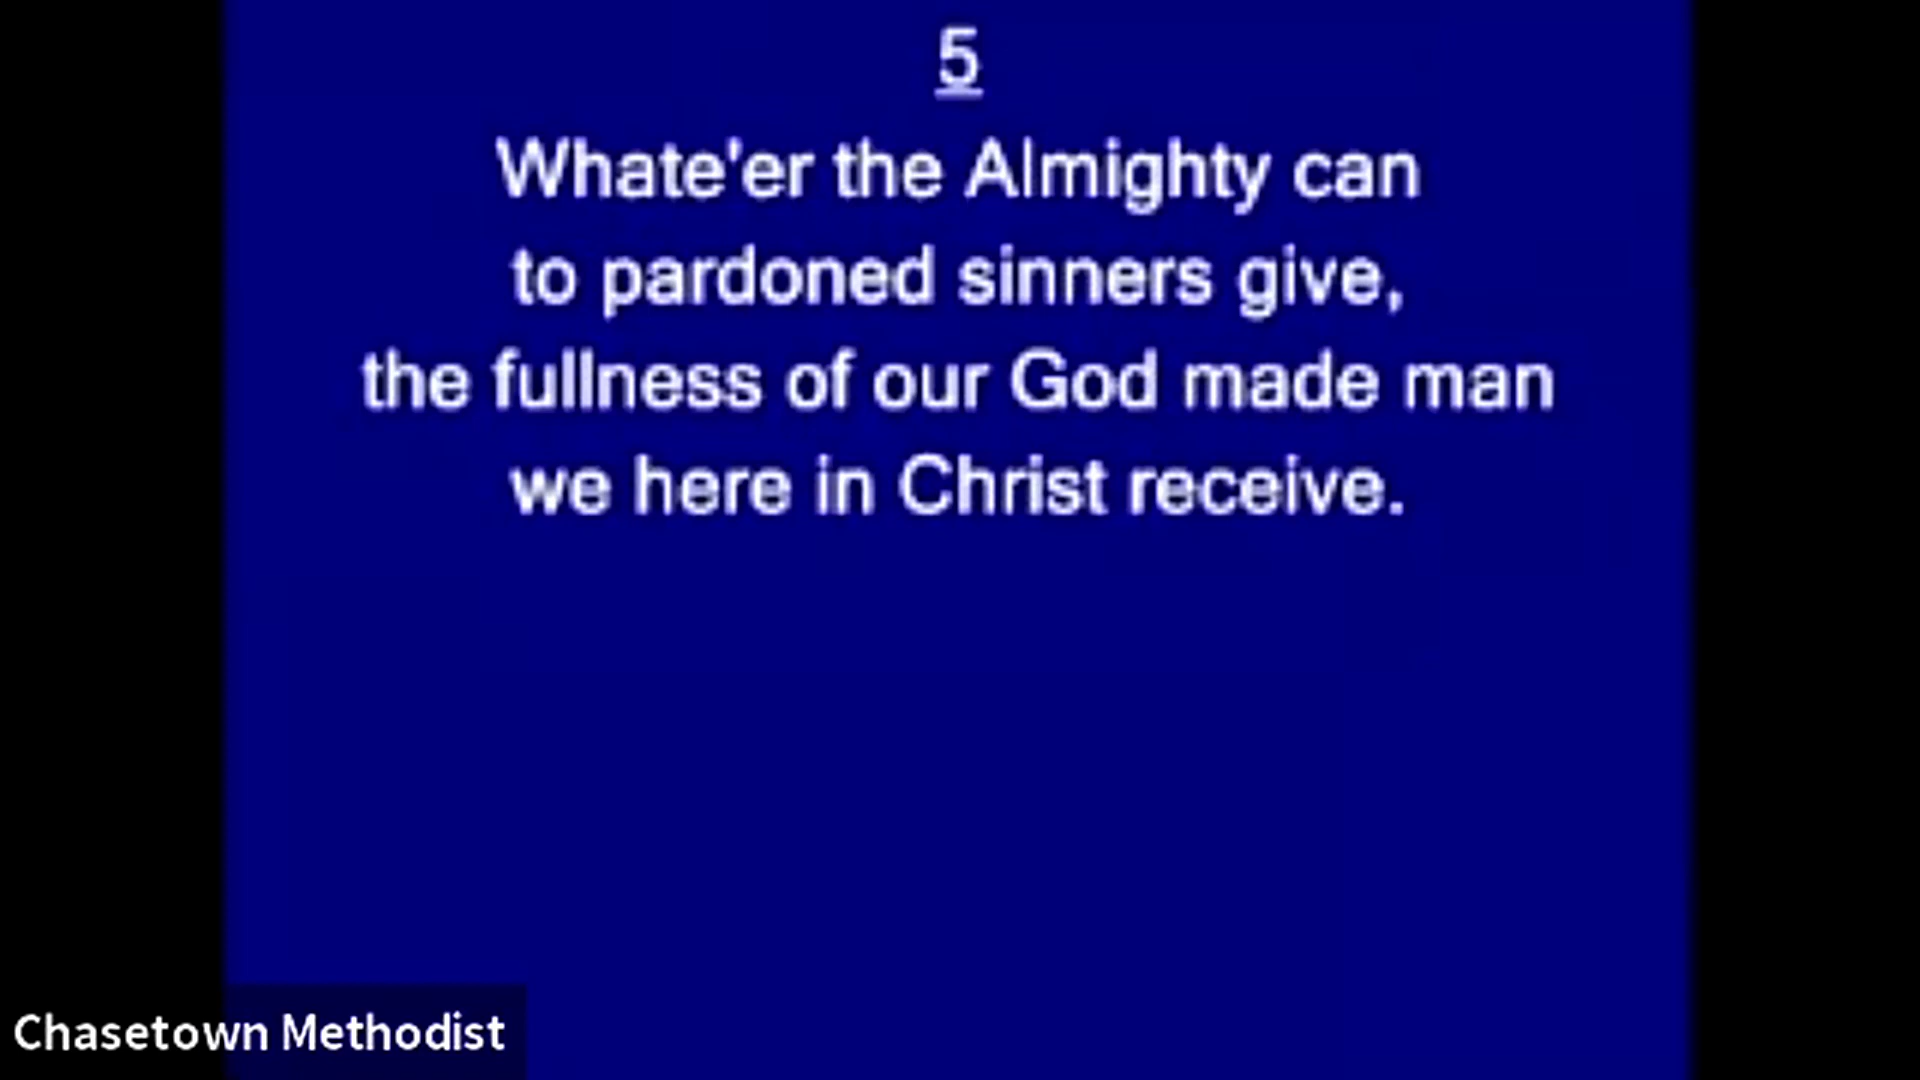 5
Whate'er the Almighty can
to pardoned sinners give,
the fullness of our God made man
we here in Christ receive.
Chasetown Methodist